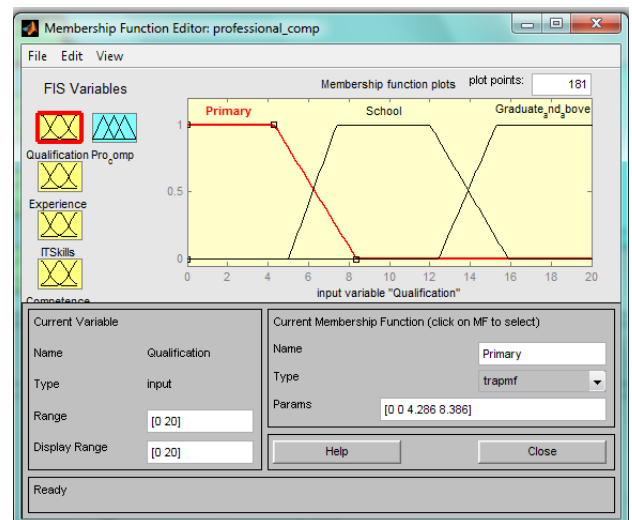 Membership Function Editor: professional_comp
File Edit View
FIS Variables
Membership function plots plot points: 181
Primary School Graduate_and_above
1
0.5
0
0 2 4 6 8 10 12 14 16 18 20
input variable "Qualification"
Qualification Pro_comp
Experience
ITSkills
Competence
Current Variable
Name Qualification
Type input
Range [0 20]
Display Range [0 20]
Current Membership Function (click on MF to select)
Name Primary
Type trapmf
Params [0 0 4.286 8.386]
Help Close
Ready